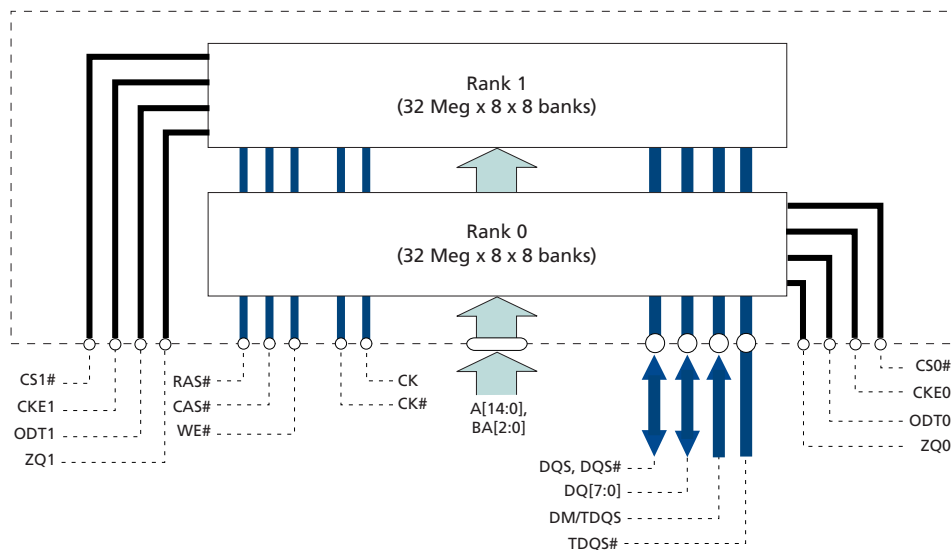 Rank 1
(32 Meg x 8 x 8 banks)
Rank 0
(32 Meg x 8 x 8 banks)
CS1#
CKE1
ODT1
ZQ1
RAS#
CAS#
WE#
CK
CK#
A[14:0],
BA[2:0]
CS0#
CKE0
ODT0
ZQ0
DQS, DQS#
DQ[7:0]
DM/TDQS
TDQS#